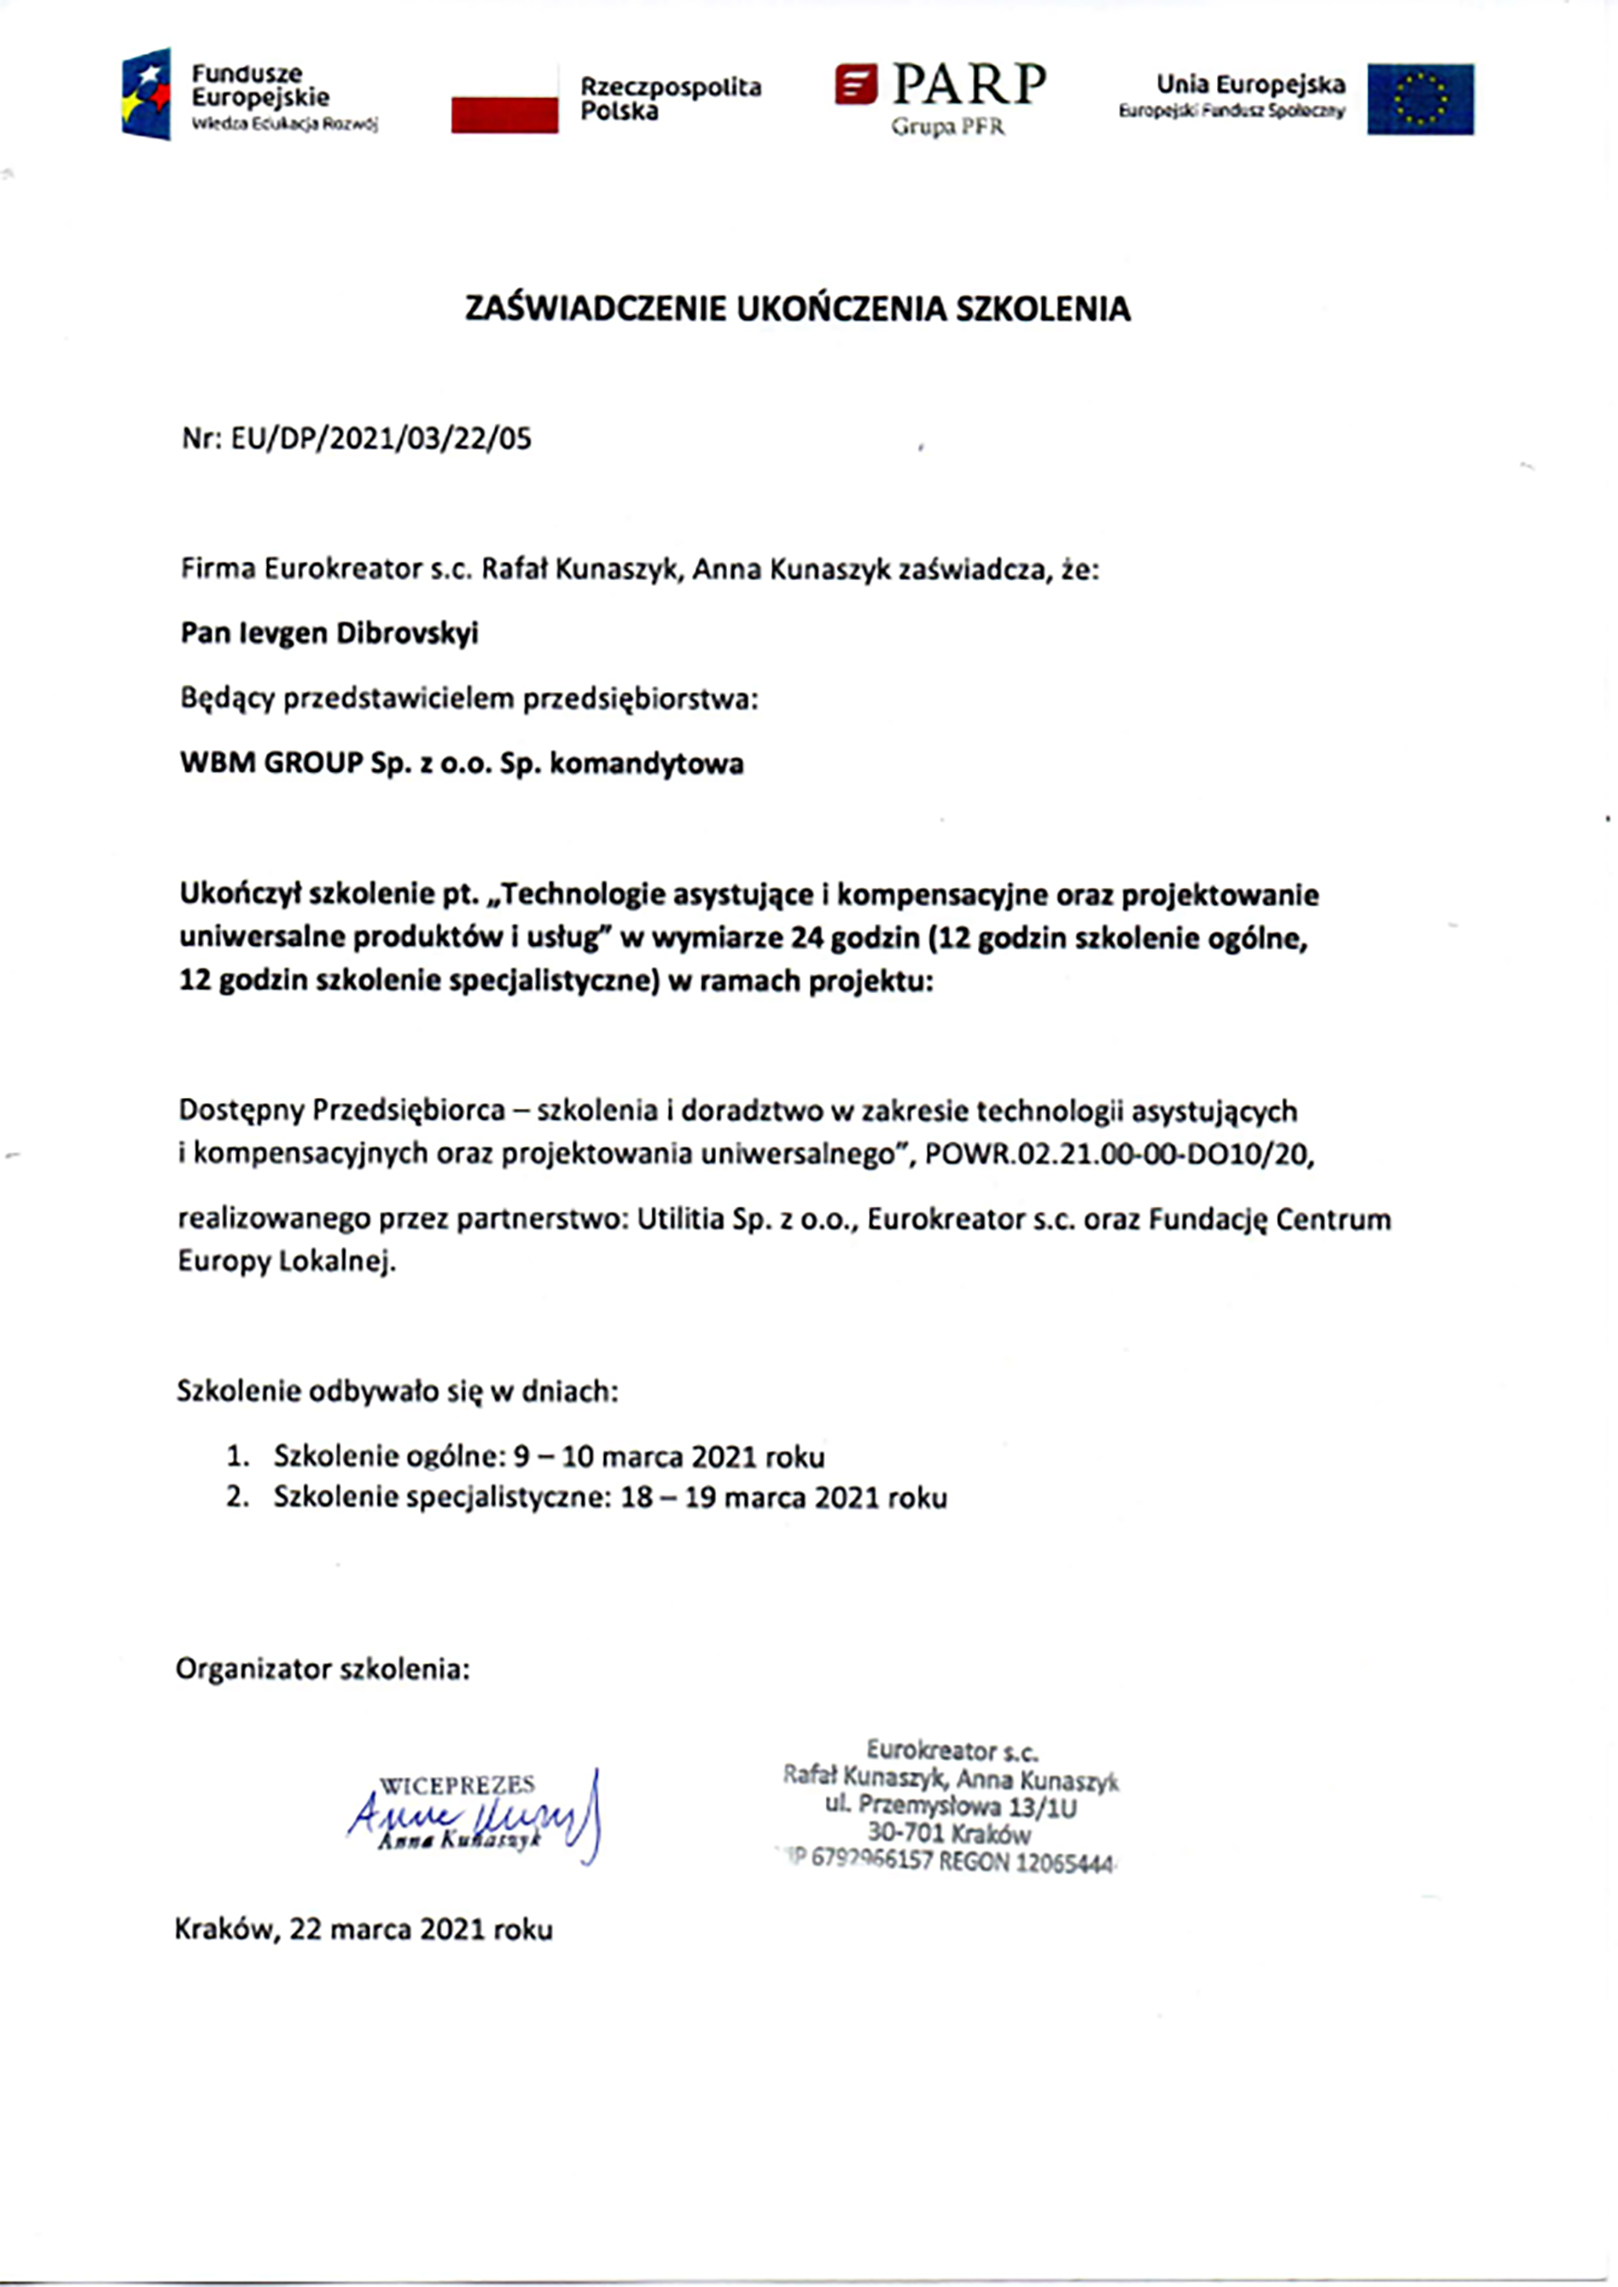 Fundusze
Europejskie
Wiedza Edukacja Rozwój
Rzeczpospolita
Polska
PARP
Grupa PFR
Unia Europejska
Europejski Fundusz Społeczny
ZAŚWIADCZENIE UKOŃCZENIA SZKOLENIA
Nr: EU/DP/2021/03/22/05
Firma Eurokreator s.c. Rafał Kunaszyk, Anna Kunaszyk zaświadcza, że:
Pan Ievgen Dibrovskyi
Będący przedstawicielem przedsiębiorstwa:
WBM GROUP Sp. z o.o. Sp. komandytowa
Ukończył szkolenie pt. „Technologie asystujące i kompensacyjne oraz projektowanie
uniwersalne produktów i usług” w wymiarze 24 godzin (12 godzin szkolenie ogólne,
12 godzin szkolenie specjalistyczne) w ramach projektu:
Dostępny Przedsiębiorca – szkolenia i doradztwo w zakresie technologii asystujących
i kompensacyjnych oraz projektowania uniwersalnego”, POWR.02.21.00-00-DO10/20,
realizowanego przez partnerstwo: Utilitia Sp. z o.o., Eurokreator s.c. oraz Fundację Centrum
Europy Lokalnej.
Szkolenie odbywało się w dniach:
1. Szkolenie ogólne: 9 – 10 marca 2021 roku
2. Szkolenie specjalistyczne: 18 – 19 marca 2021 roku
Organizator szkolenia:
WICEPREZES
Anna Kunaszyk
Eurokreator s.c.
Rafał Kunaszyk, Anna Kunaszyk
ul. Przemysłowa 13/1U
30-701 Kraków
IP 6792966157 REGON 12065444
Kraków, 22 marca 2021 roku